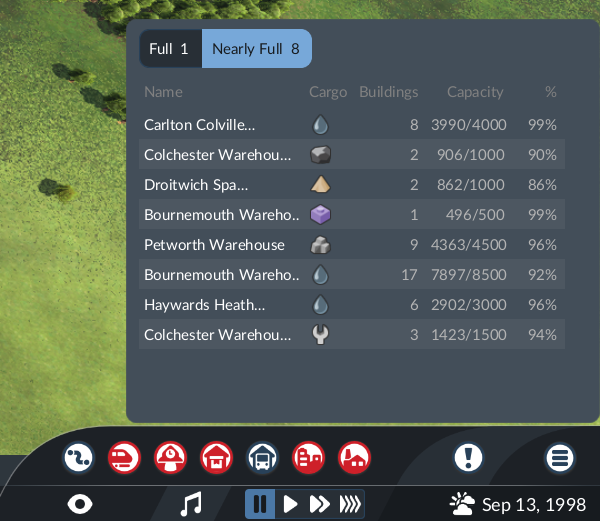 Full 1 Nearly Full 8
Name Cargo Buildings Capacity %
Carlton Colville... 8 3990/4000 99%
Colchester Warehou... 2 906/1000 90%
Droitwich Spa... 2 862/1000 86%
Bournemouth Wareho.. 1 496/500 99%
Petworth Warehouse 9 4363/4500 96%
Bournemouth Wareho.. 17 7897/8500 92%
Haywards Heath... 6 2902/3000 96%
Colchester Warehou... 3 1423/1500 94%
Sep 13, 1998